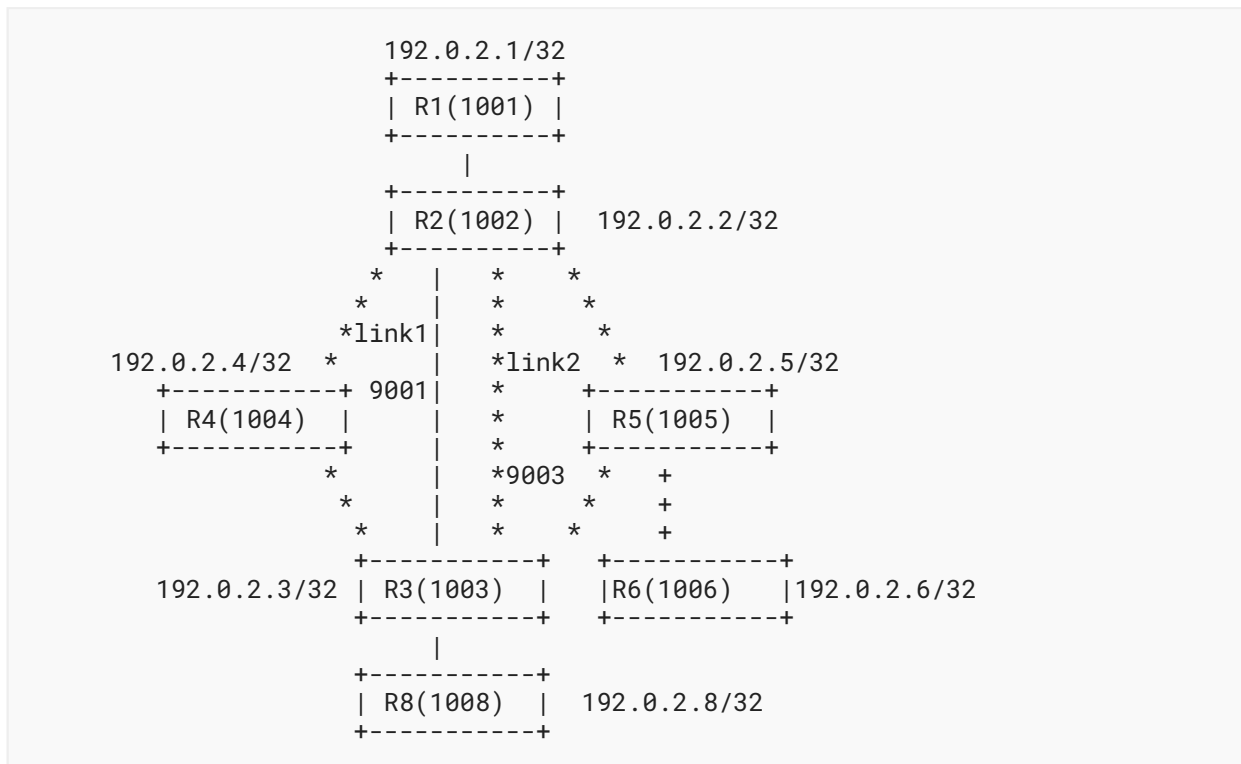 192.0.2.1/32
+----------+
| R1(1001) |
+----------+
|
+----------+
| R2(1002) |  192.0.2.2/32
+----------+
*   |   *    *
*    |   *     *
*link1|   *      *
192.0.2.4/32  *      |   *link2  *  192.0.2.5/32
+-----------+ 9001|   *     +-----------+
| R4(1004)  |     |   *     | R5(1005)  |
+-----------+     |   *     +-----------+
*      |   *9003  *   +
*     |   *     *    +
*    |   *    *     +
+-----------+   +-----------+
192.0.2.3/32 | R3(1003)  |   |R6(1006)   |192.0.2.6/32
+-----------+   +-----------+
|
+-----------+
| R8(1008)  |  192.0.2.8/32
+-----------+